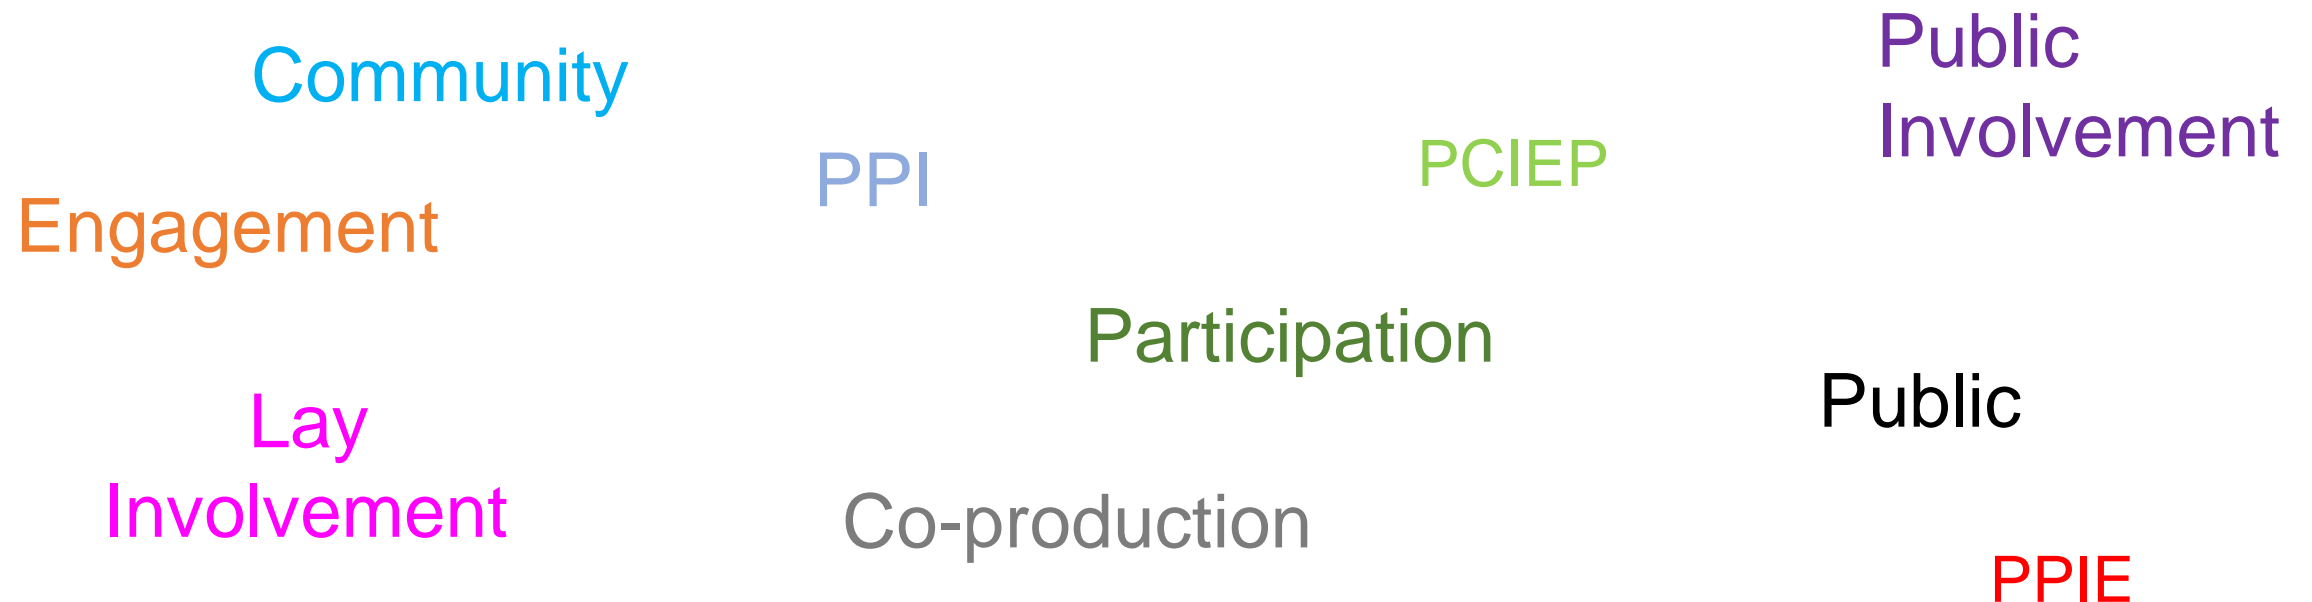 Community
Public
Involvement
PPI
PCIEP
Engagement
Participation
Lay
Involvement
Public
Co-production
PPIE